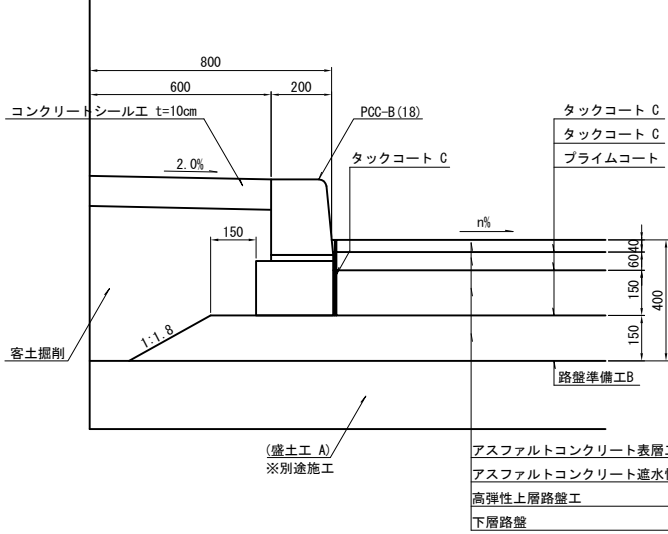 800
600
200
コンクリートシール工 t=10cm
PCC-B(18)
タックコート C
タックコート C
プライムコート
タックコート C
2.0%
n%
150
40
60
150
150
400
1:1.8
客土掘削
路盤準備工B
(盛土工 A)
※別途施工
アスファルトコンクリート表層工
アスファルトコンクリート遮水性
高弾性上層路盤工
下層路盤